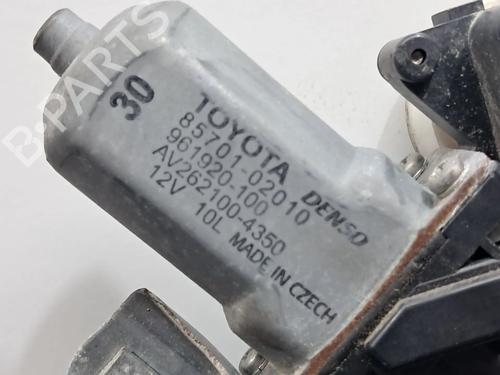 B-PARTS
30
TOYOTA
85701-02010
961920-100 DENSO
AV262100-4350
12V 10L MADE IN CZECH